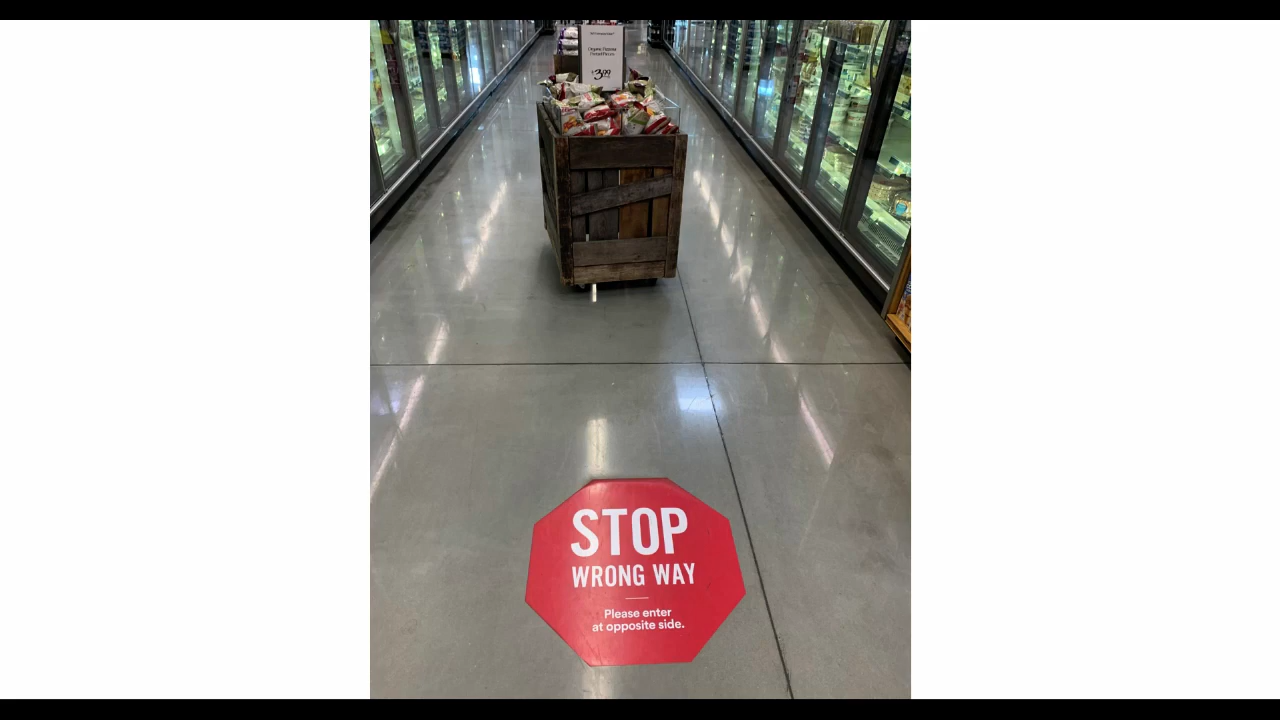 $3.99
STOP
WRONG WAY
Please enter
at opposite side.